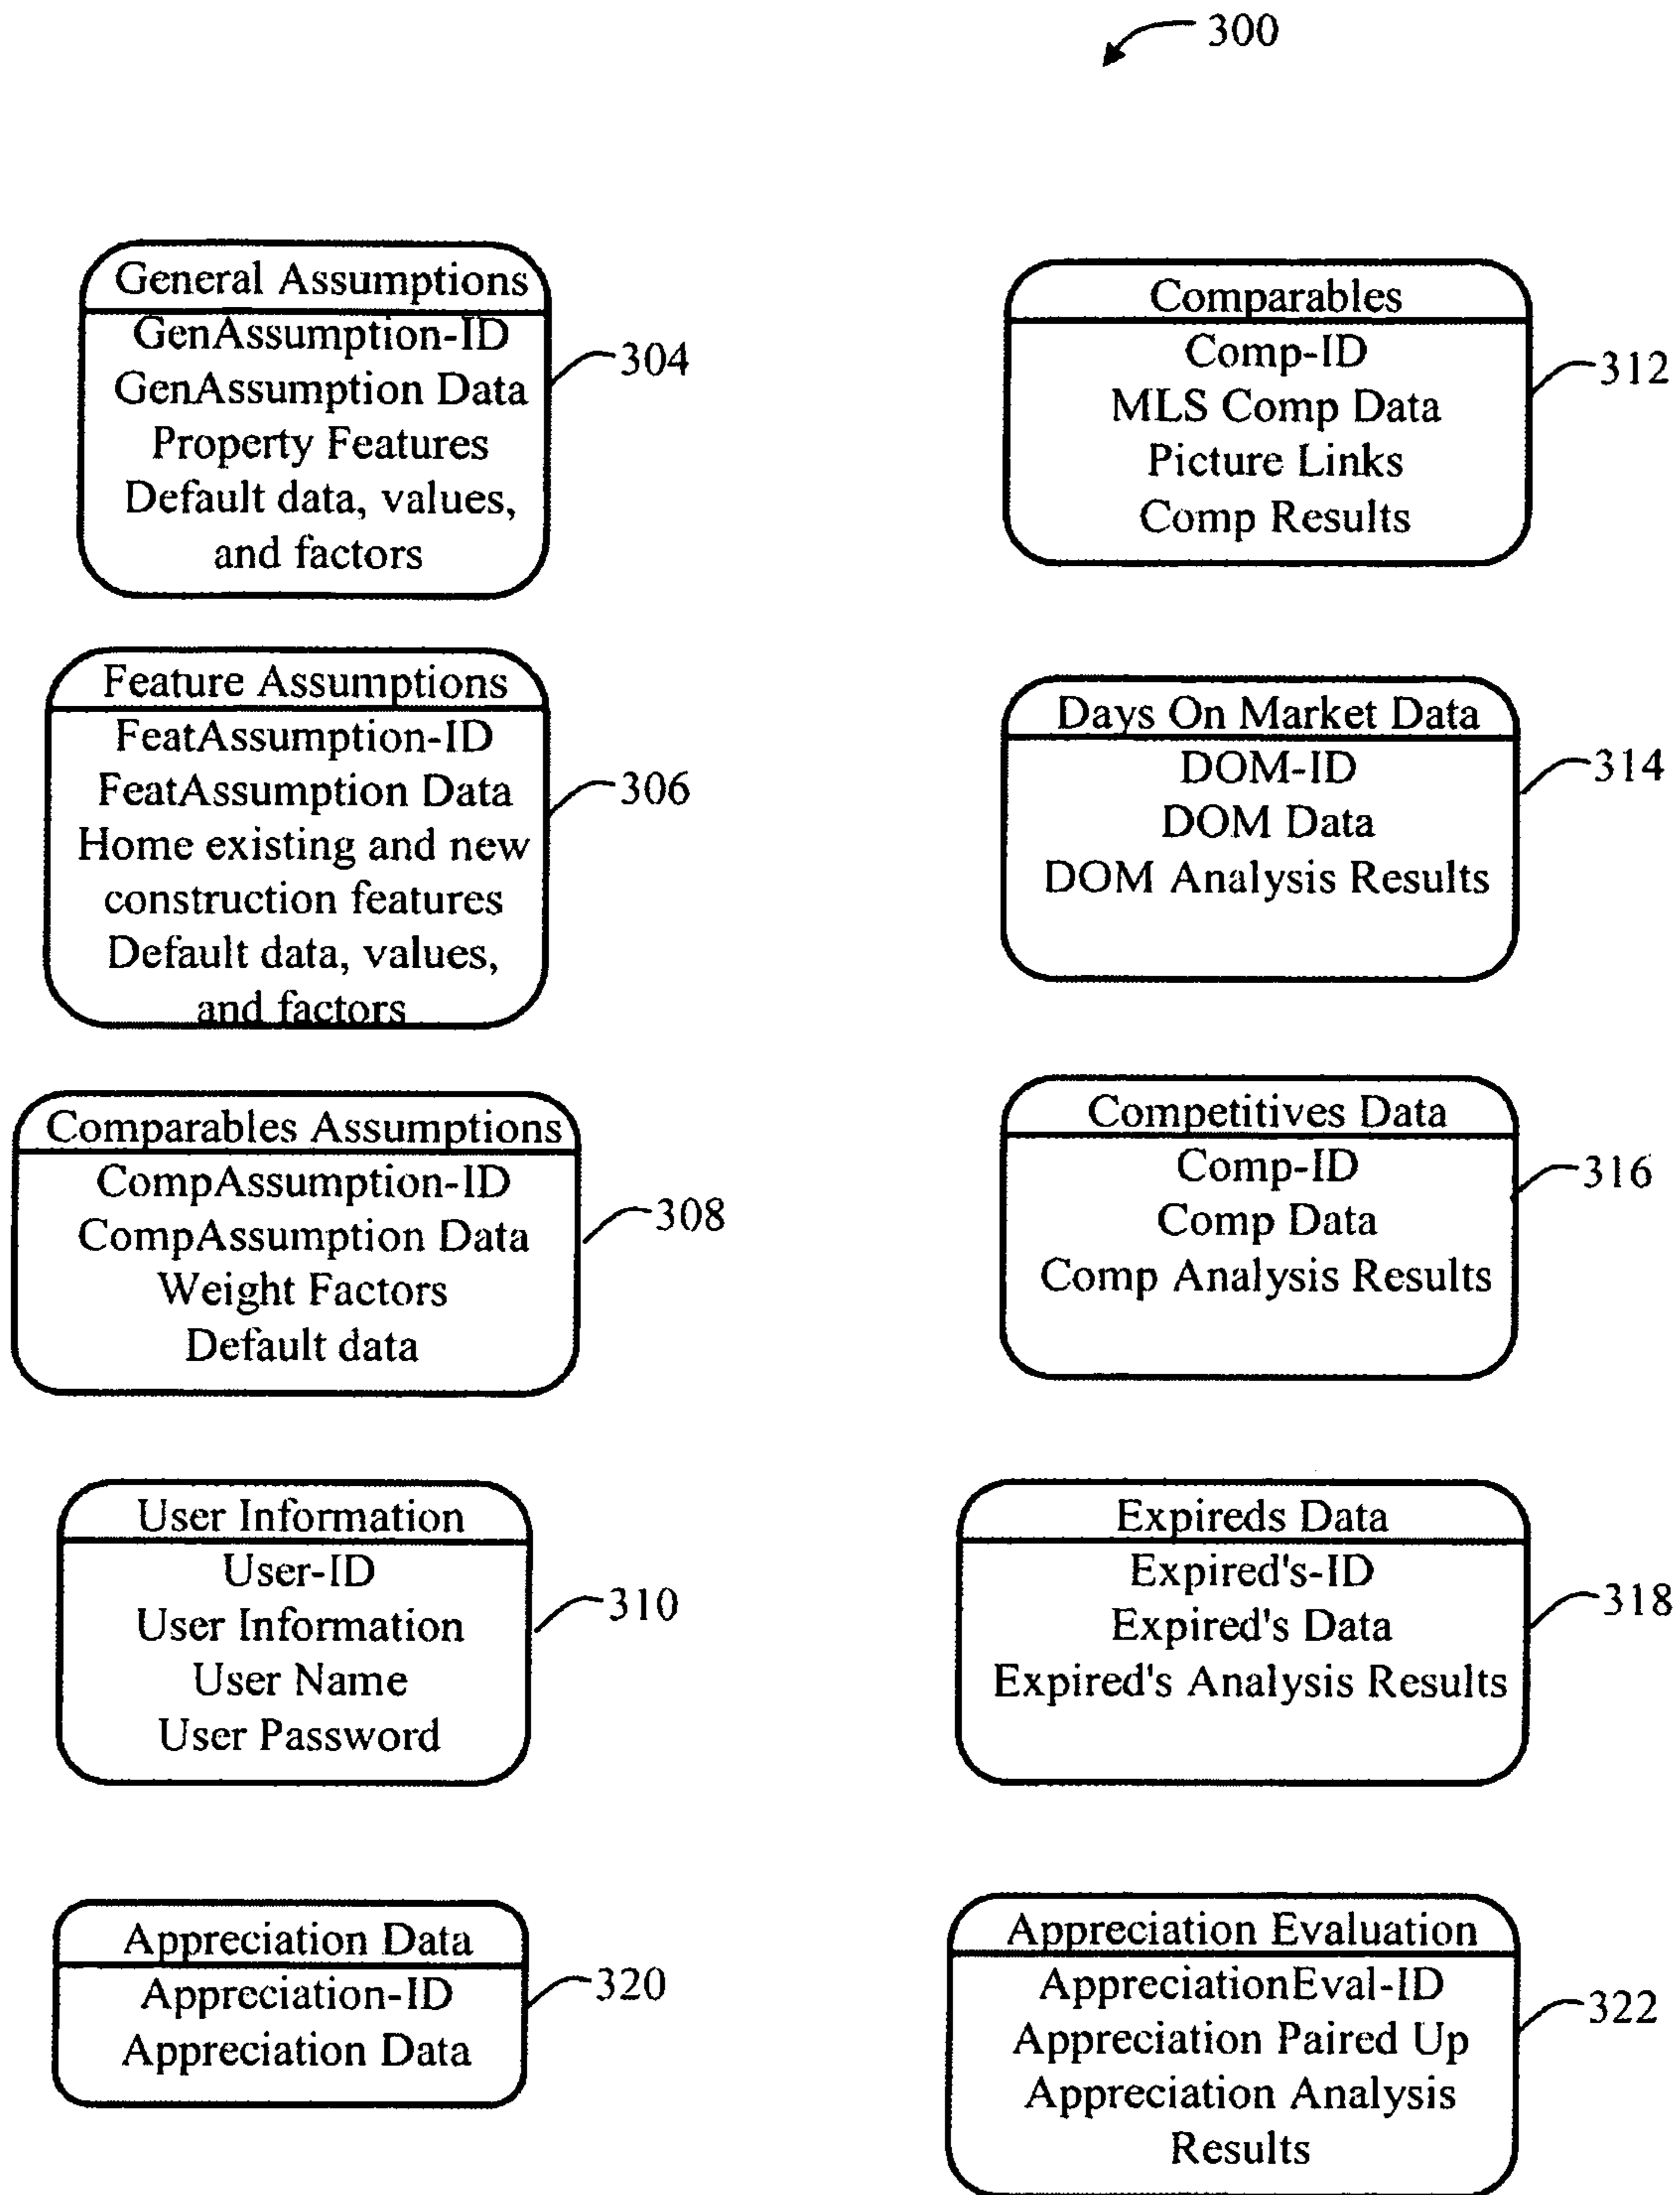 300
General Assumptions
GenAssumption-ID
GenAssumption Data
Property Features
Default data, values,
and factors
304
Feature Assumptions
FeatAssumption-ID
FeatAssumption Data
Home existing and new
construction features
Default data, values,
and factors
306
Comparables Assumptions
CompAssumption-ID
CompAssumption Data
Weight Factors
Default data
308
User Information
User-ID
User Information
User Name
User Password
310
Appreciation Data
Appreciation-ID
Appreciation Data
320
Comparables
Comp-ID
MLS Comp Data
Picture Links
Comp Results
312
Days On Market Data
DOM-ID
DOM Data
DOM Analysis Results
314
Competitives Data
Comp-ID
Comp Data
Comp Analysis Results
316
Expireds Data
Expired's-ID
Expired's Data
Expired's Analysis Results
318
Appreciation Evaluation
AppreciationEval-ID
Appreciation Paired Up
Appreciation Analysis
Results
322